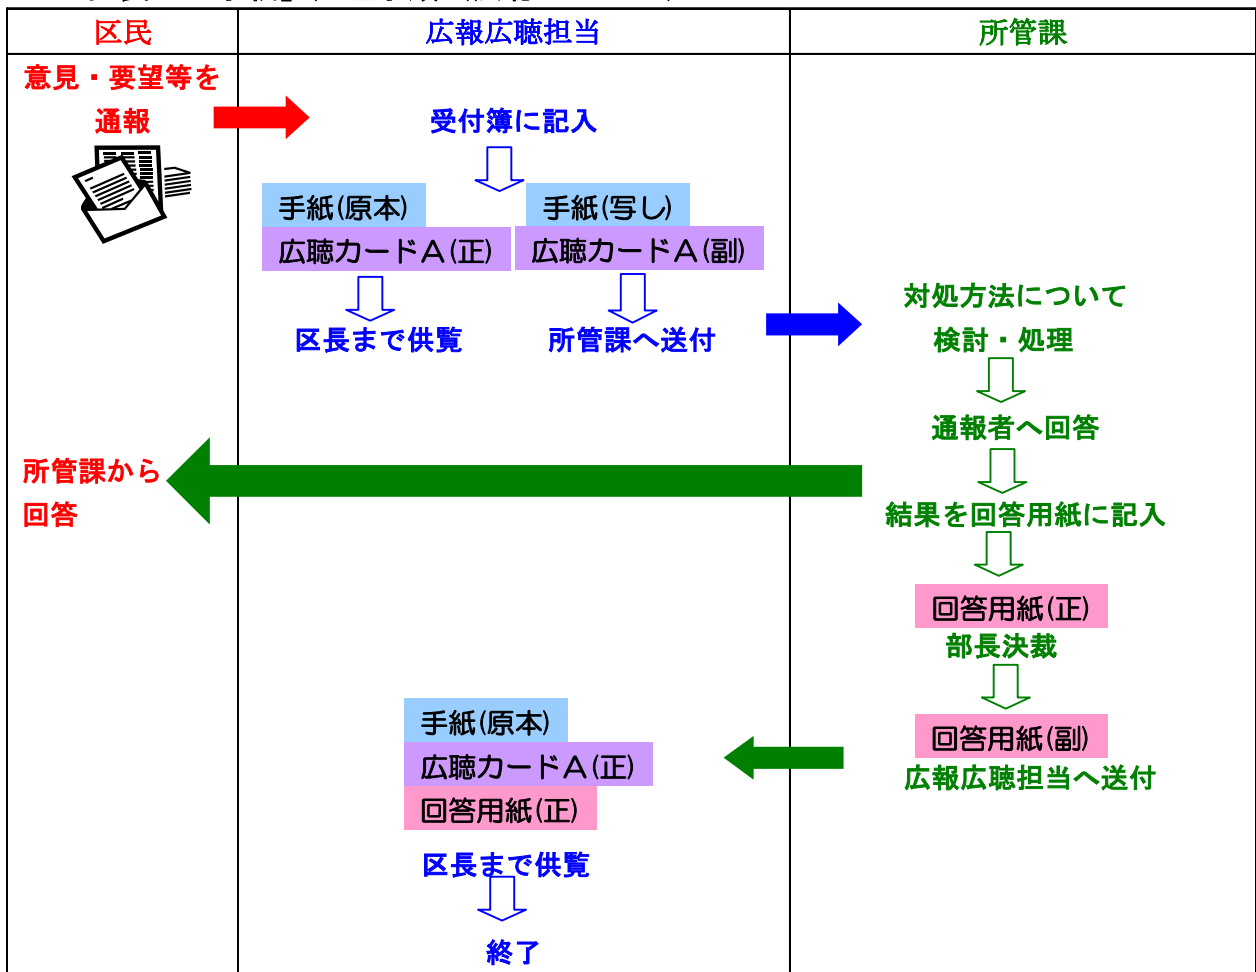 区民
広報広聴担当
所管課
意見・要望等を
通報
受付簿に記入
手紙(原本)
広聴カードA(正)
区長まで供覧
手紙(写し)
広聴カードA(副)
所管課へ送付
対処方法について
検討・処理
通報者へ回答
所管課から
回答
結果を回答用紙に記入
回答用紙(正)
部長決裁
回答用紙(副)
広報広聴担当へ送付
手紙(原本)
広聴カードA(正)
回答用紙(正)
区長まで供覧
終了